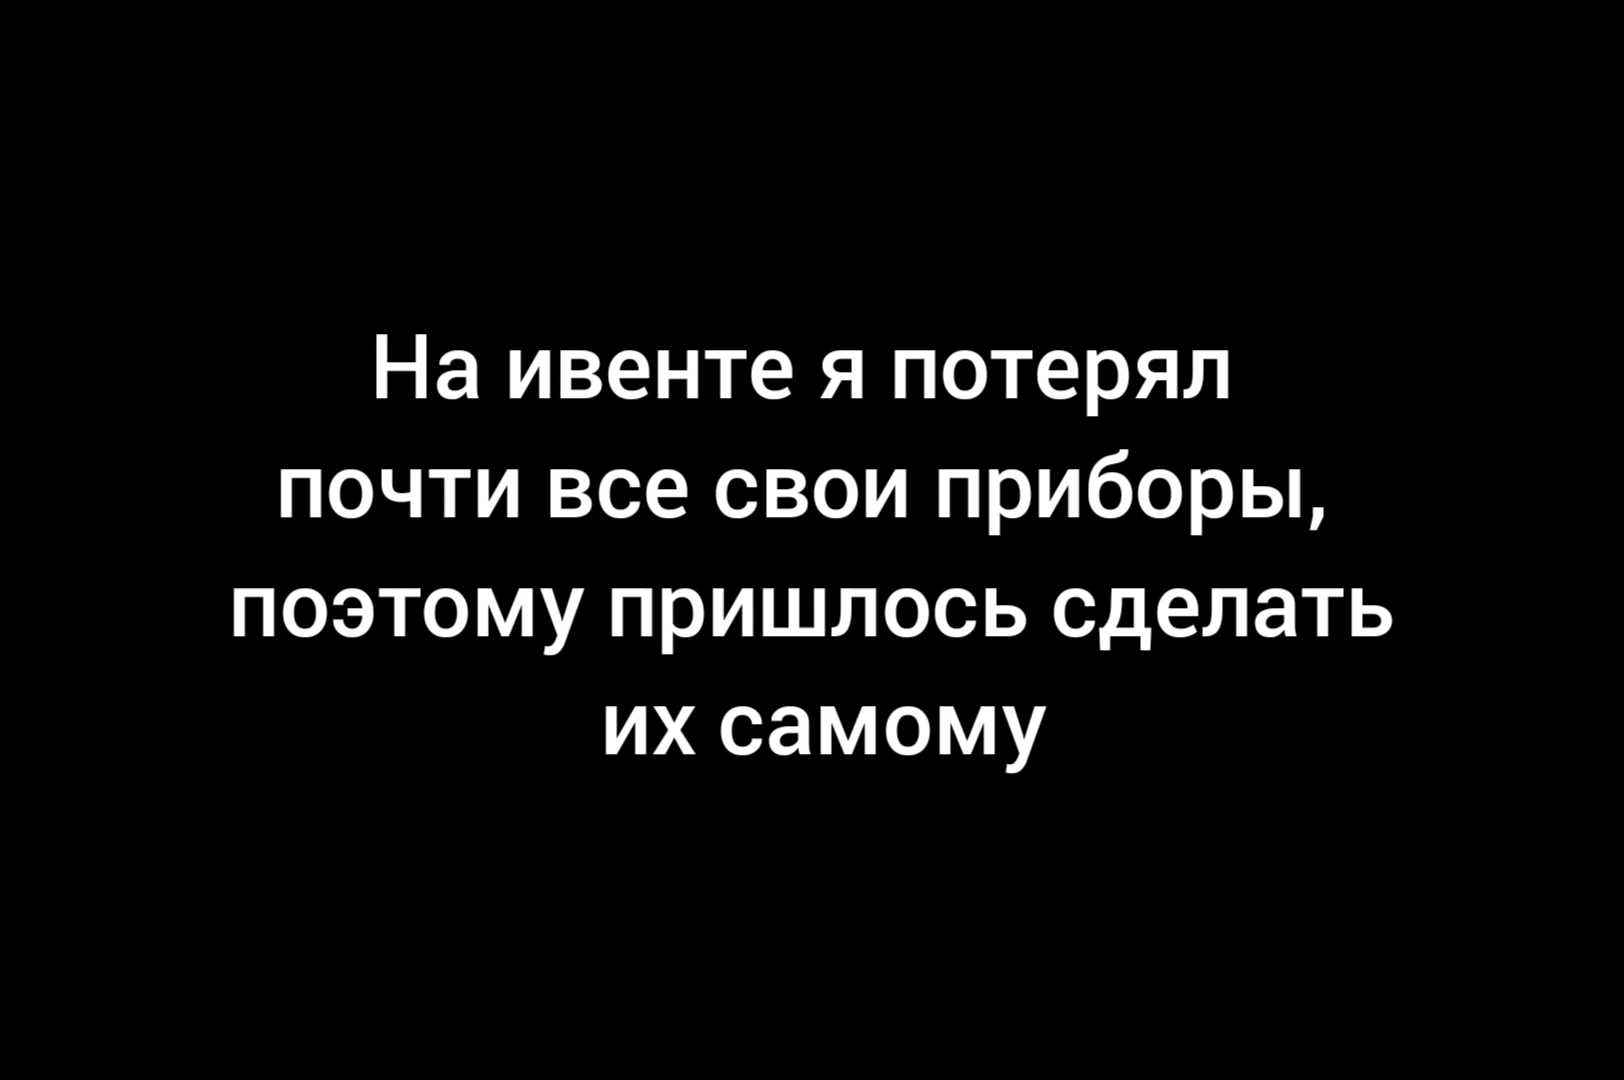 На ивенте я потерял
почти все свои приборы,
поэтому пришлось сделать
их самому